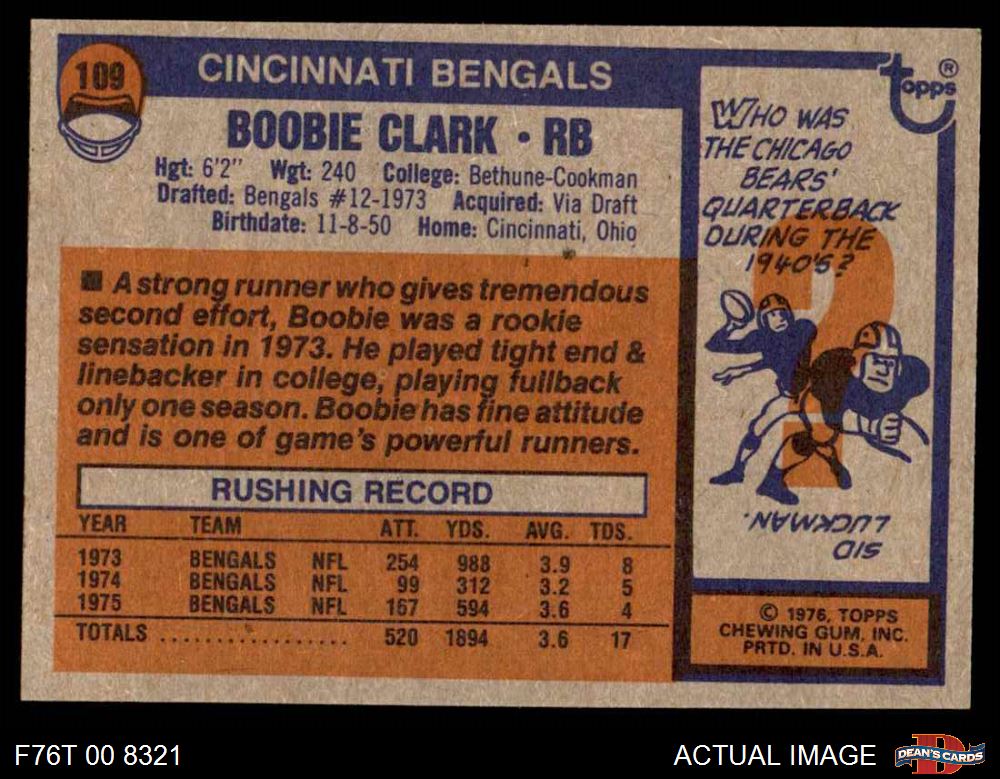 109
CINCINNATI BENGALS
BOOBIE CLARK • RB
Hgt: 6'2" Wgt: 240 College: Bethune-Cookman
Drafted: Bengals #12-1973 Acquired: Via Draft
Birthdate: 11-8-50 Home: Cincinnati, Ohio
■ A strong runner who gives tremendous
second effort, Boobie was a rookie
sensation in 1973. He played tight end &
linebacker in college, playing fullback
only one season. Boobie has fine attitude
and is one of game's powerful runners.
RUSHING RECORD
YEAR TEAM ATT. YDS. AVG. TDS.
1973 BENGALS NFL 254 988 3.9 8
1974 BENGALS NFL 99 312 3.2 5
1975 BENGALS NFL 167 594 3.6 4
TOTALS .................. 520 1894 3.6 17
Topps ®
WHO WAS
THE CHICAGO
BEARS'
QUARTERBACK
DURING THE
1940'S?
SID
LUCKMAN.
© 1976, TOPPS
CHEWING GUM, INC.
PRTD. IN U.S.A.
F76T 00 8321
ACTUAL IMAGE
D
DEAN'S CARDS